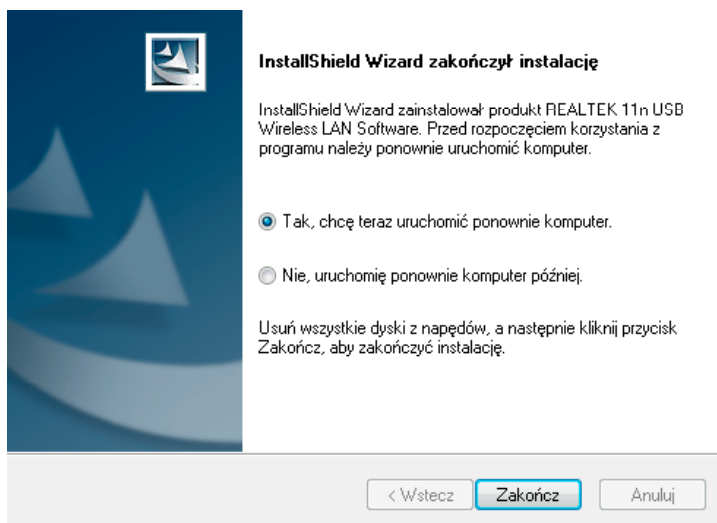 InstallShield Wizard zakończył instalację
InstallShield Wizard zainstalował produkt REALTEK 11n USB
Wireless LAN Software. Przed rozpoczęciem korzystania z
programu należy ponownie uruchomić komputer.
Tak, chcę teraz uruchomić ponownie komputer.
Nie, uruchomię ponownie komputer później.
Usuń wszystkie dyski z napędów, a następnie kliknij przycisk
Zakończ, aby zakończyć instalację.
< Wstecz Zakończ Anuluj